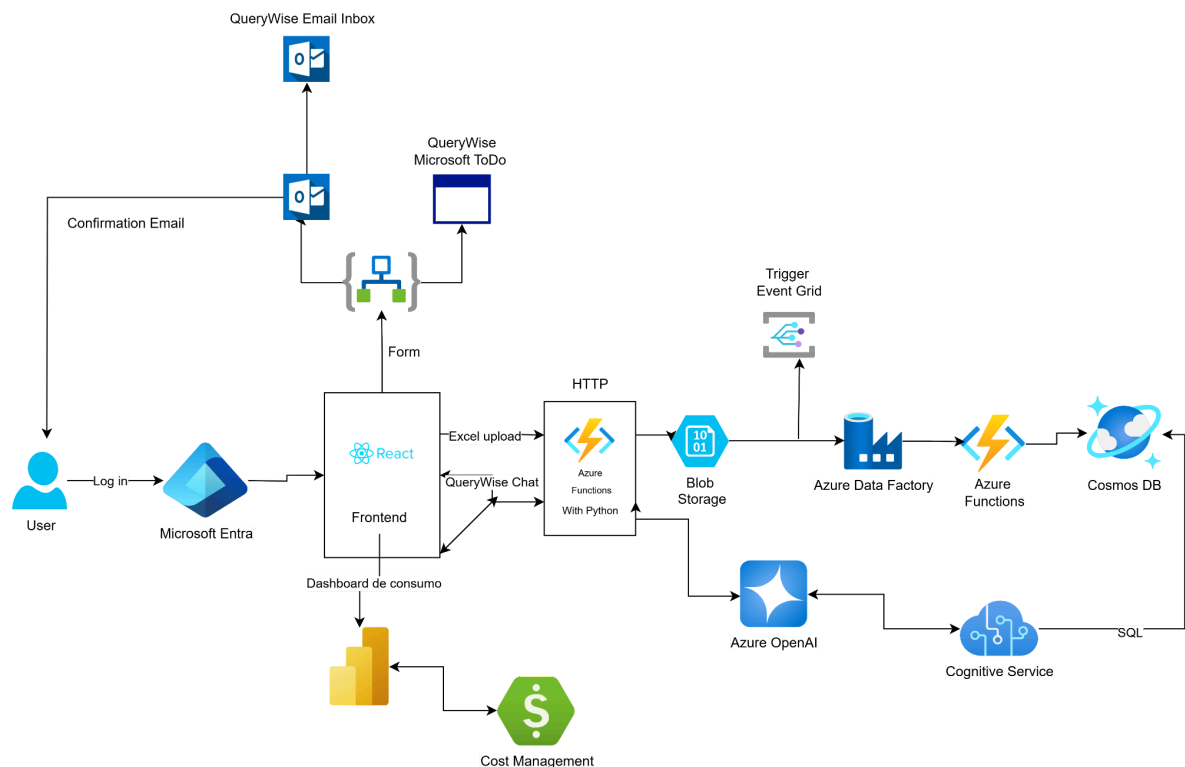 QueryWise Email Inbox
QueryWise
Microsoft ToDo
Confirmation Email
Trigger
Event Grid
Form
HTTP
React
Excel upload
10
01
Azure
Functions
With Python
QueryWise Chat
Log in
User
Microsoft Entra
Frontend
Blob
Storage
Azure Data Factory
Azure
Functions
Cosmos DB
Dashboard de consumo
Azure OpenAI
SQL
Cognitive Service
$
Cost Management